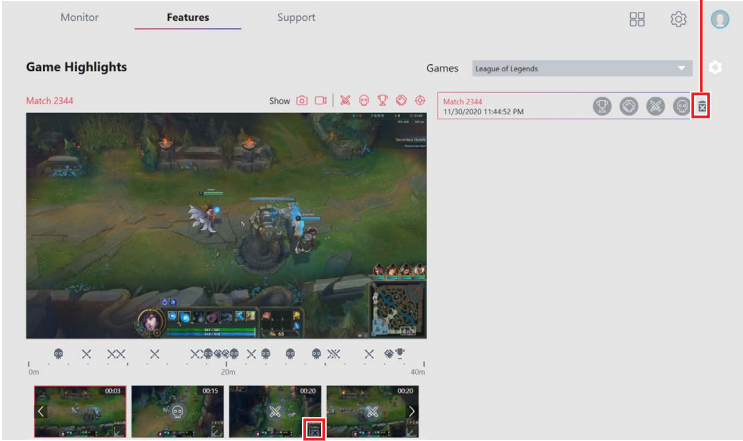 Monitor Features Support
Game Highlights
Games League of Legends
Match 2344 Show
Match 2344
11/30/2020 11:44:52 PM
0m 20m 40m
00:03 00:15 00:20 00:20